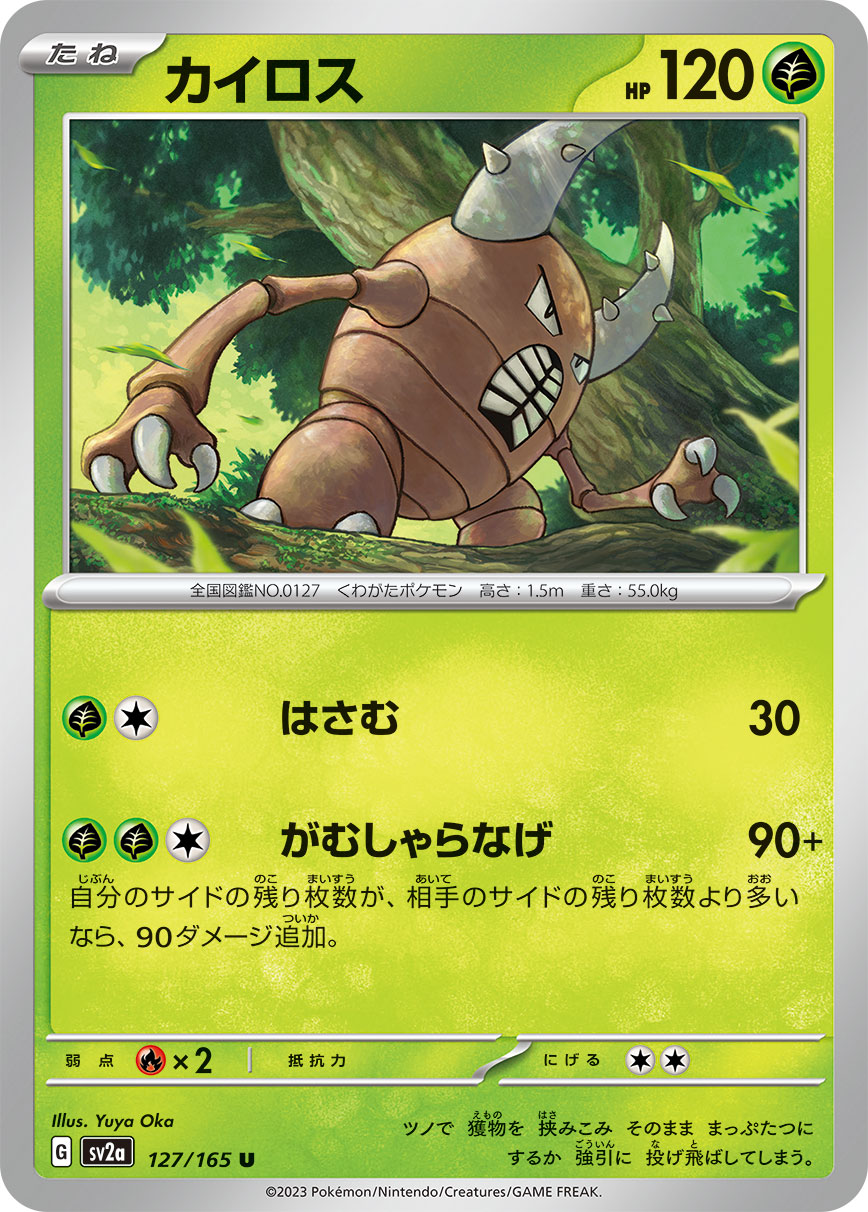 たね
カイロス
HP 120
全国図鑑NO.0127 くわがたポケモン 高さ:1.5m 重さ:55.0kg
はさむ 30
がむしゃらなげ 90+
自分のサイドの残り枚数が、相手のサイドの残り枚数より多い
なら、90ダメージ追加。
弱点 ×2 抵抗力 にげる
Illus. Yuya Oka
ツノで 獲物を 挟みこみ そのまま まっぷたつに
するか 強引に 投げ飛ばしてしまう。
G sv2a 127/165 U
©2023 Pokémon/Nintendo/Creatures/GAME FREAK.